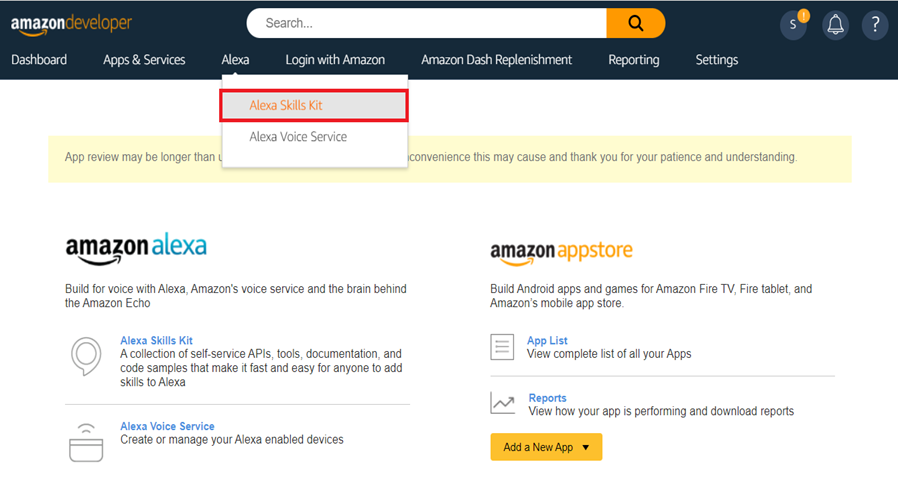 amazondeveloper
Search...
S
!
?
Dashboard
Apps & Services
Alexa
Login with Amazon
Amazon Dash Replenishment
Reporting
Settings
Alexa Skills Kit
Alexa Voice Service
App review may be longer than u
convenience this may cause and thank you for your patience and understanding.
amazon alexa
Build for voice with Alexa, Amazon's voice service and the brain behind
the Amazon Echo
Alexa Skills Kit
A collection of self-service APIs, tools, documentation, and
code samples that make it fast and easy for anyone to add
skills to Alexa
Alexa Voice Service
Create or manage your Alexa enabled devices
amazon appstore
Build Android apps and games for Amazon Fire TV, Fire tablet, and
Amazon's mobile app store.
App List
View complete list of all your Apps
Reports
View how your app is performing and download reports
Add a New App